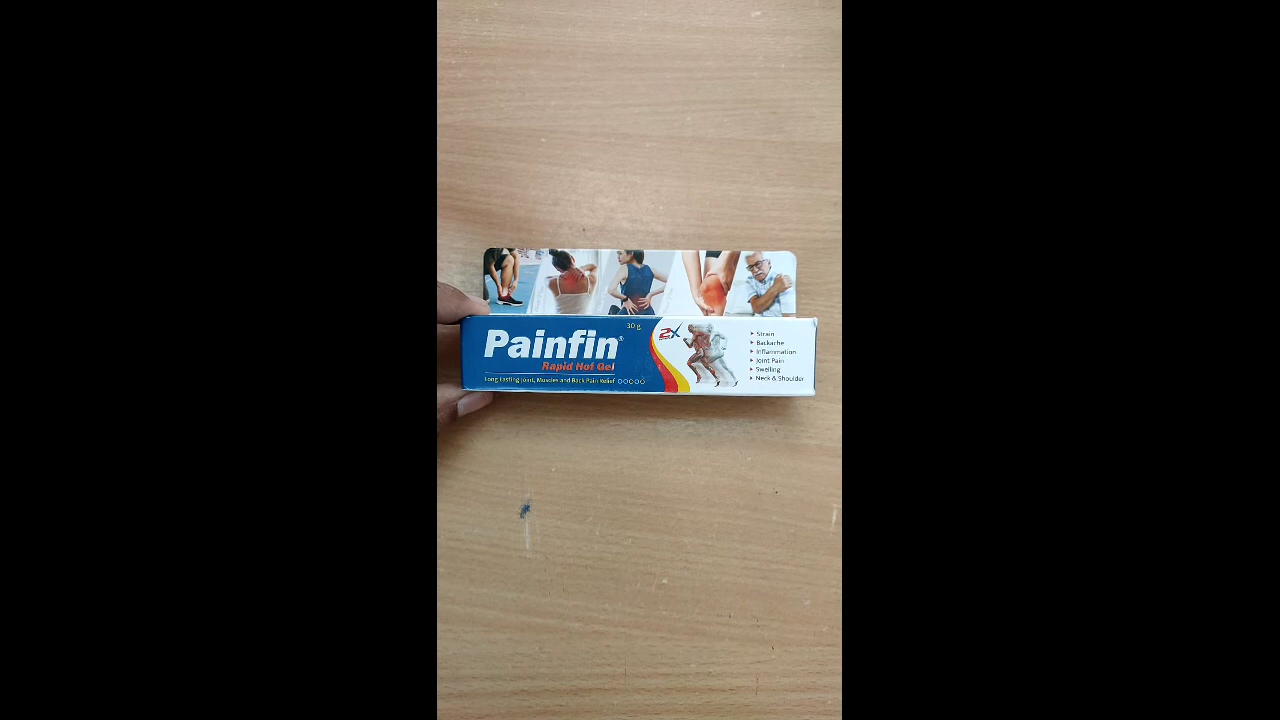 30 g
Painfin®
Rapid Hot Gel
Long Lasting Joint, Muscles and Back Pain Relief
2X
Strain
Backache
Inflammation
Joint Pain
Swelling
Neck & Shoulder